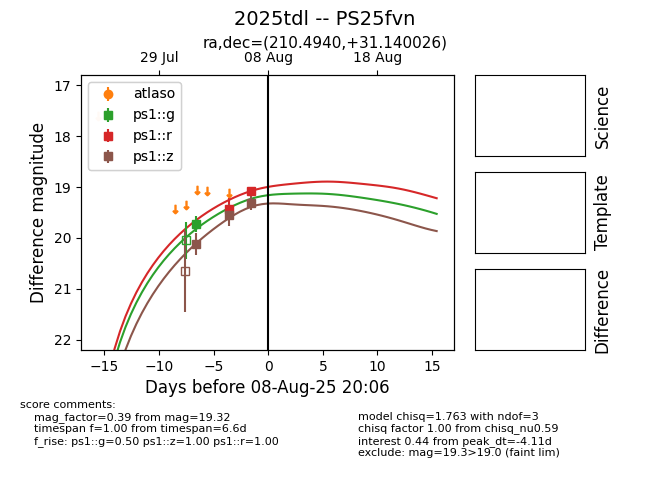 2025tdl -- PS25fvn
ra,dec=(210.4940,+31.140026)
29 Jul
08 Aug
18 Aug
atlaso
ps1::g
ps1::r
ps1::z
17
18
19
20
21
22
Difference magnitude
−15
−10
−5
0
5
10
15
Days before 08-Aug-25 20:06
Science
Template
Difference
score comments:
mag_factor=0.39 from mag=19.32
timespan f=1.00 from timespan=6.6d
f_rise: ps1::g=0.50 ps1::z=1.00 ps1::r=1.00
model chisq=1.763 with ndof=3
chisq factor 1.00 from chisq_nu0.59
interest 0.44 from peak_dt=-4.11d
exclude: mag=19.3>19.0 (faint lim)